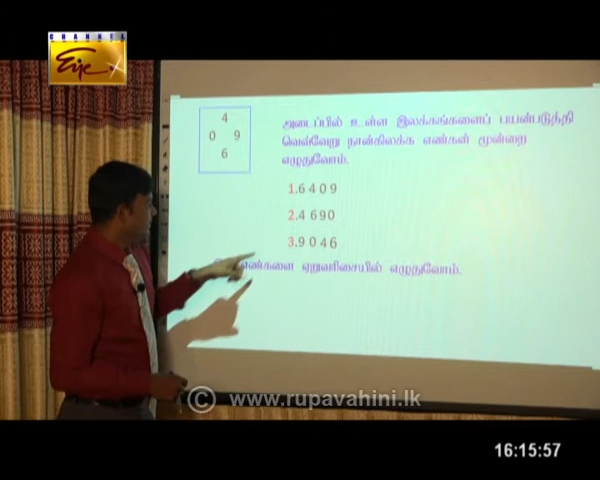 CHANNEL
Eye
4
0 9
6
அடைப்பில் உள்ள இலக்கங்களைப் பயன்படுத்தி
வெவ்வேறு நான்கிலக்க எண்கள் மூன்றை
எழுதுவோம்.
1.6 4 0 9
2.4 6 9 0
3.9 0 4 6
எண்களை ஏறுவரிசையில் எழுதுவோம்.
© www.rupavahini.lk
16:15:57